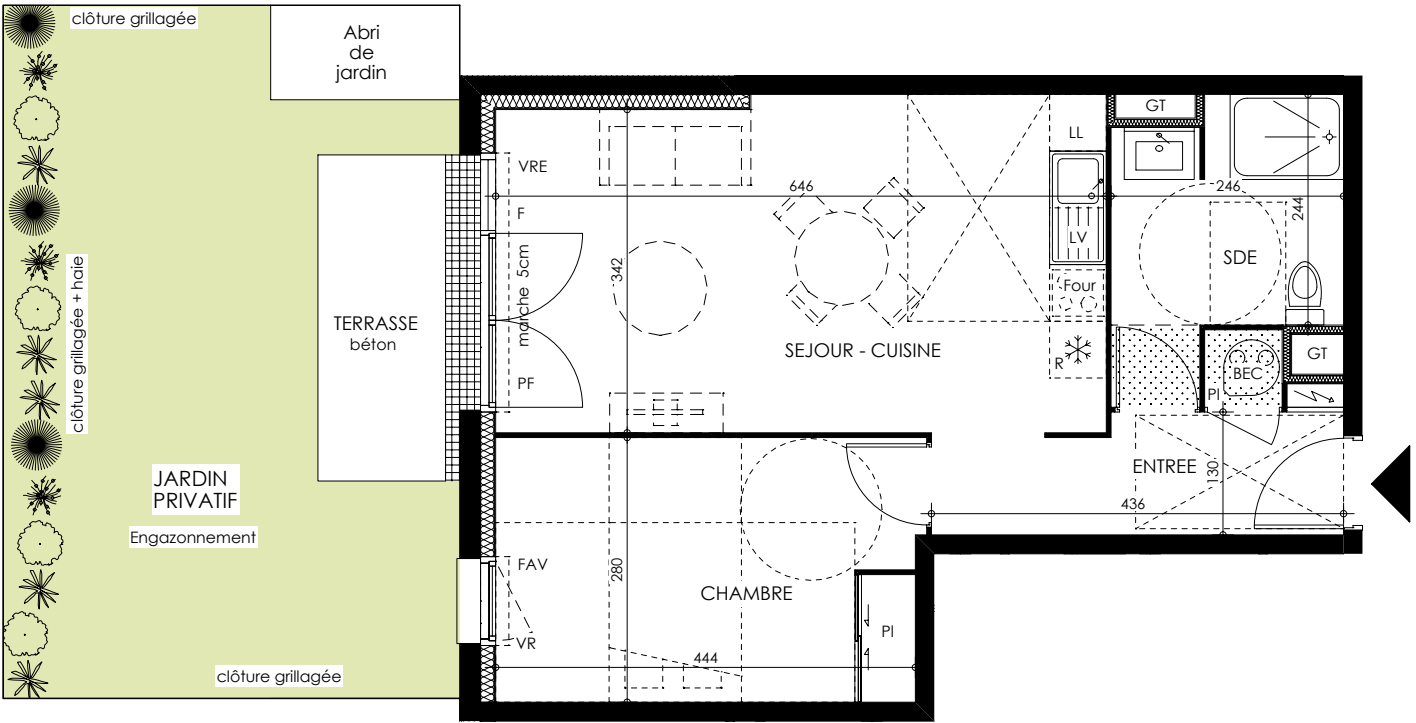 clôture grillagée
Abri
de
jardin
GT
LL
VRE
646
246
F
244
LV
SDE
marche 5cm
342
Four
clôture grillagée + haie
TERRASSE
béton
SEJOUR - CUISINE
R
GT
BEC
PF
PI
JARDIN
PRIVATIF
ENTREE
130
436
Engazonnement
FAV
280
CHAMBRE
PI
VR
444
clôture grillagée